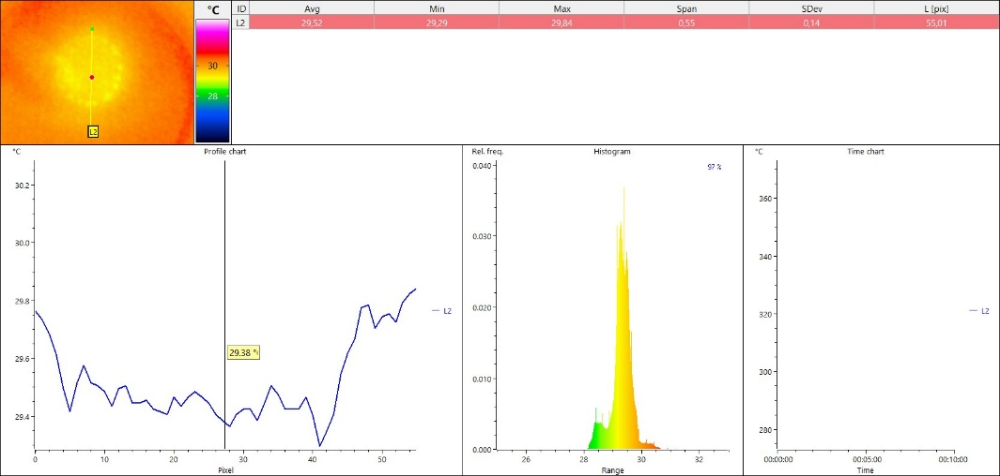 °C
30
28
L2
ID Avg Min Max Span SDev L [pix]
L2 29,52 29,29 29,84 0,55 0,14 55,01
°C Profile chart
30.2
30.0
29.8
29.6
29.4
29.38 °
L2
0 10 20 30 40 50
Pixel
Rel. freq. Histogram
97 %
0.040
0.030
0.020
0.010
0.000
26 28 30 32
Range
°C Time chart
360
340
320
300
280
L2
00:00:00 00:05:00 00:10:00
Time